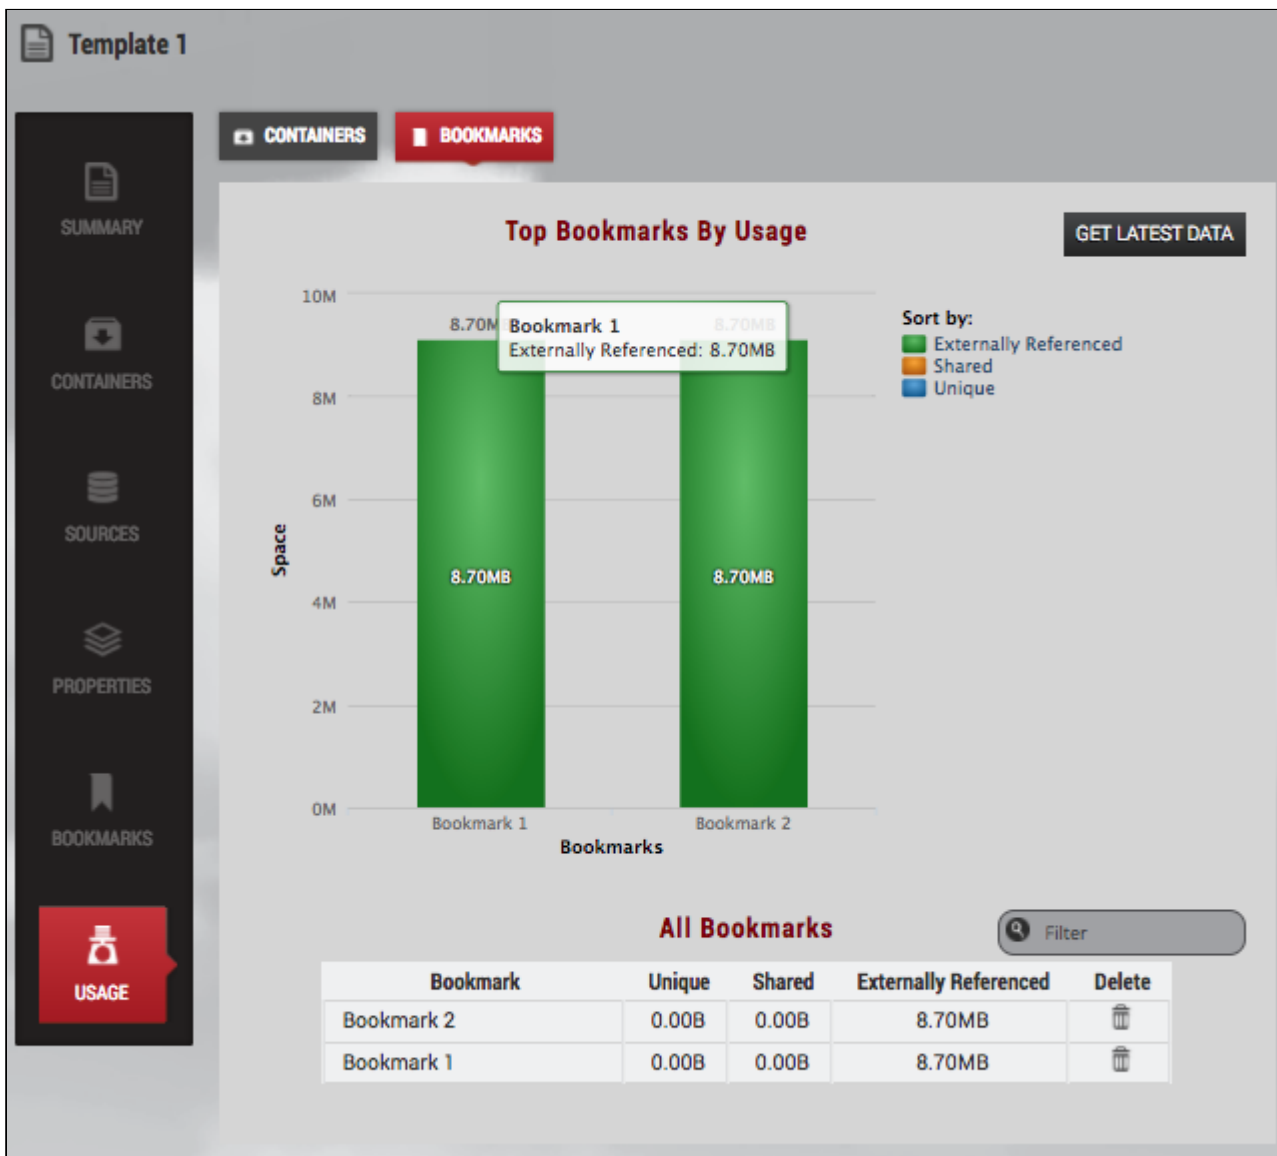 Template 1
CONTAINERS
BOOKMARKS
SUMMARY
CONTAINERS
SOURCES
PROPERTIES
BOOKMARKS
USAGE
Top Bookmarks By Usage
GET LATEST DATA
10M
8M
6M
4M
2M
0M
Space
8.70M
8.70MB
Bookmark 1
Externally Referenced: 8.70MB
8.70MB
8.70MB
Bookmark 1
Bookmark 2
Bookmarks
Sort by:
Externally Referenced
Shared
Unique
All Bookmarks
Filter
Bookmark Unique Shared Externally Referenced Delete
Bookmark 2 0.00B 0.00B 8.70MB
Bookmark 1 0.00B 0.00B 8.70MB